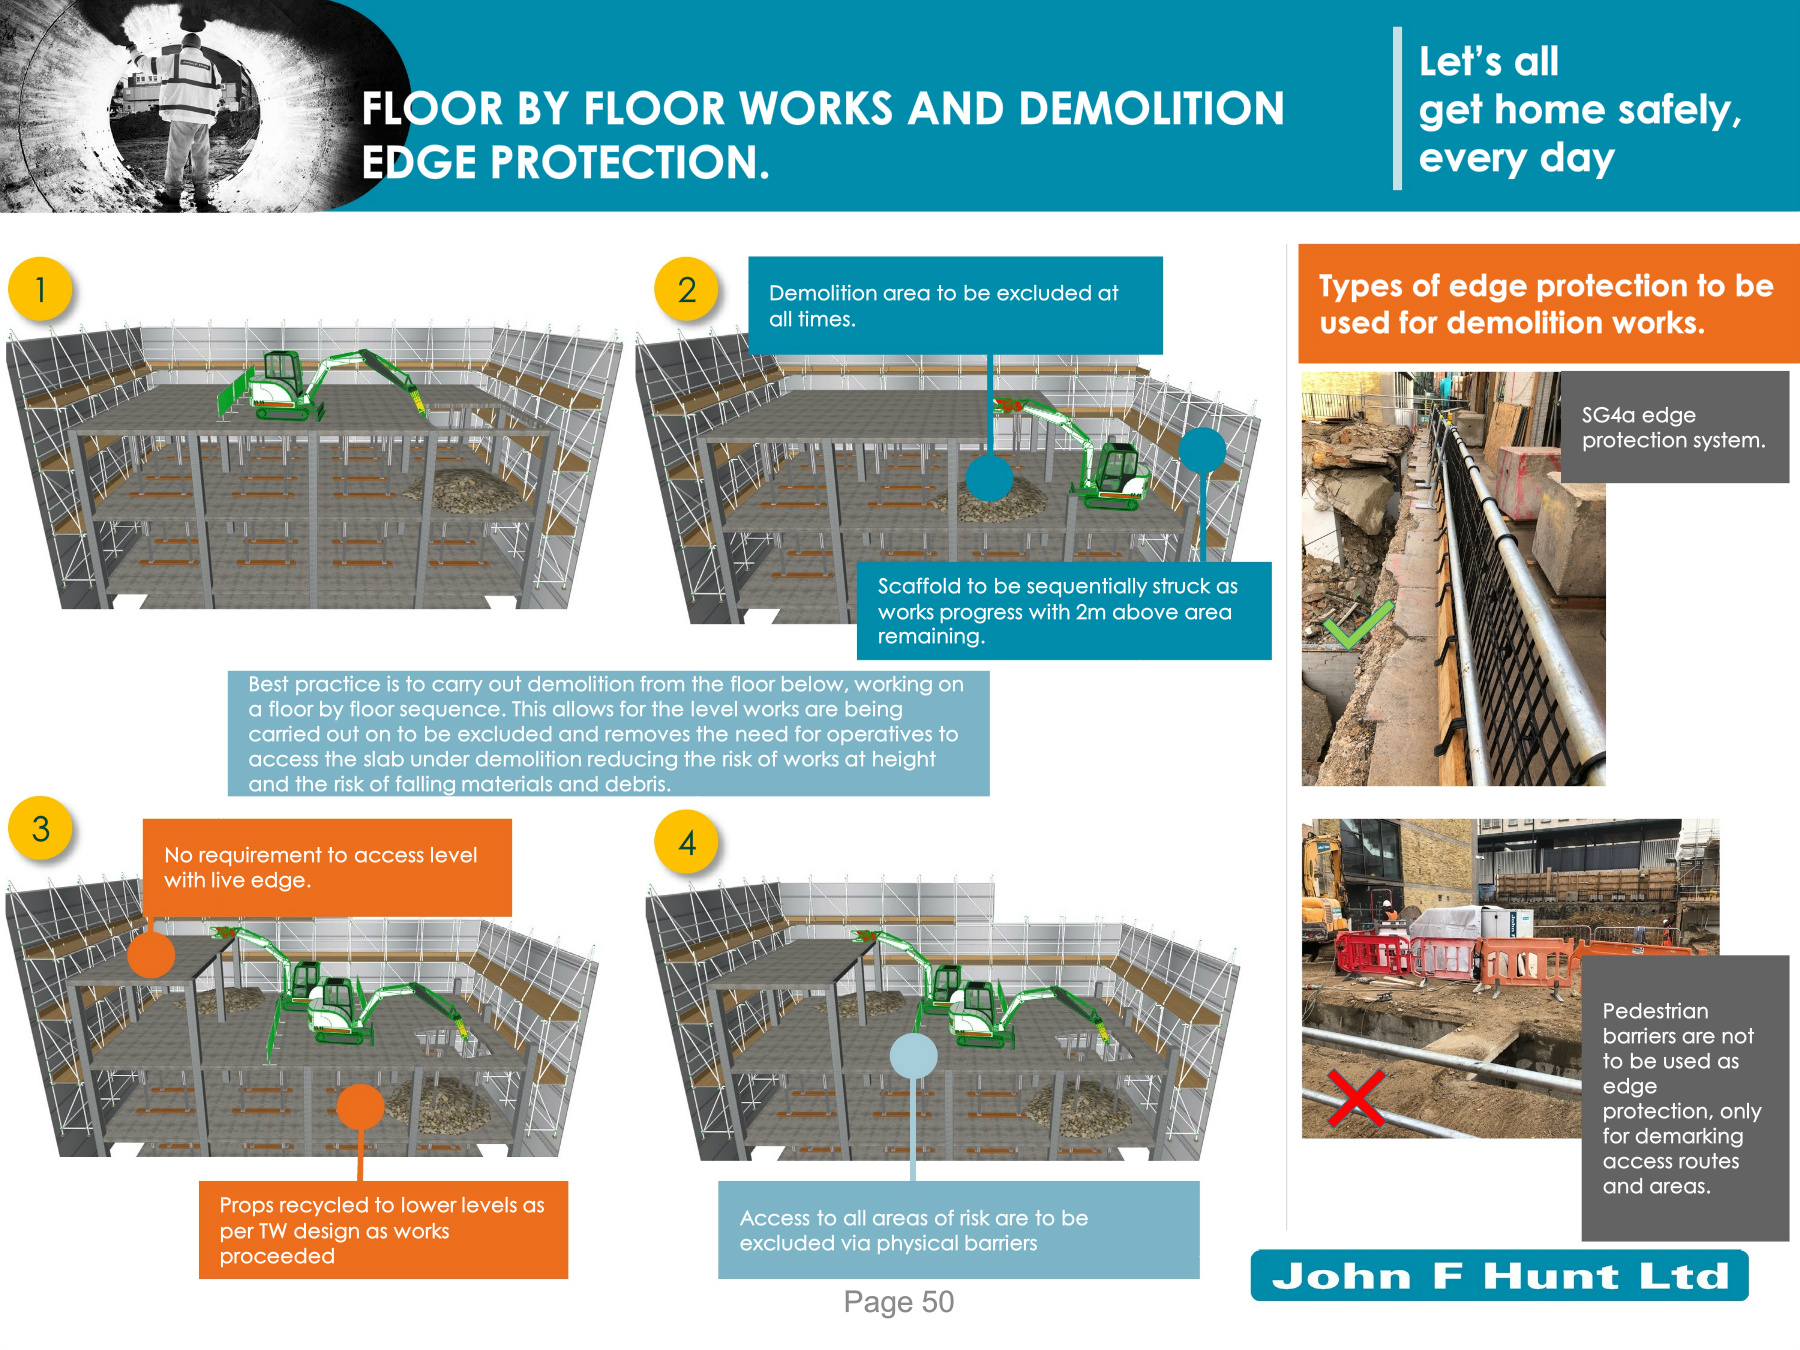 FLOOR BY FLOOR WORKS AND DEMOLITION
EDGE PROTECTION.
Let's all
get home safely,
every day
1
2
Demolition area to be excluded at
all times.
Scaffold to be sequentially struck as
works progress with 2m above area
remaining.
Best practice is to carry out demolition from the floor below, working on
a floor by floor sequence. This allows for the level works are being
carried out on to be excluded and removes the need for operatives to
access the slab under demolition reducing the risk of works at height
and the risk of falling materials and debris.
3
No requirement to access level
with live edge.
Props recycled to lower levels as
per TW design as works
proceeded
4
Access to all areas of risk are to be
excluded via physical barriers
Types of edge protection to be
used for demolition works.
SG4a edge
protection system.
Pedestrian
barriers are not
to be used as
edge
protection, only
for demarking
access routes
and areas.
John F Hunt Ltd
Page 50